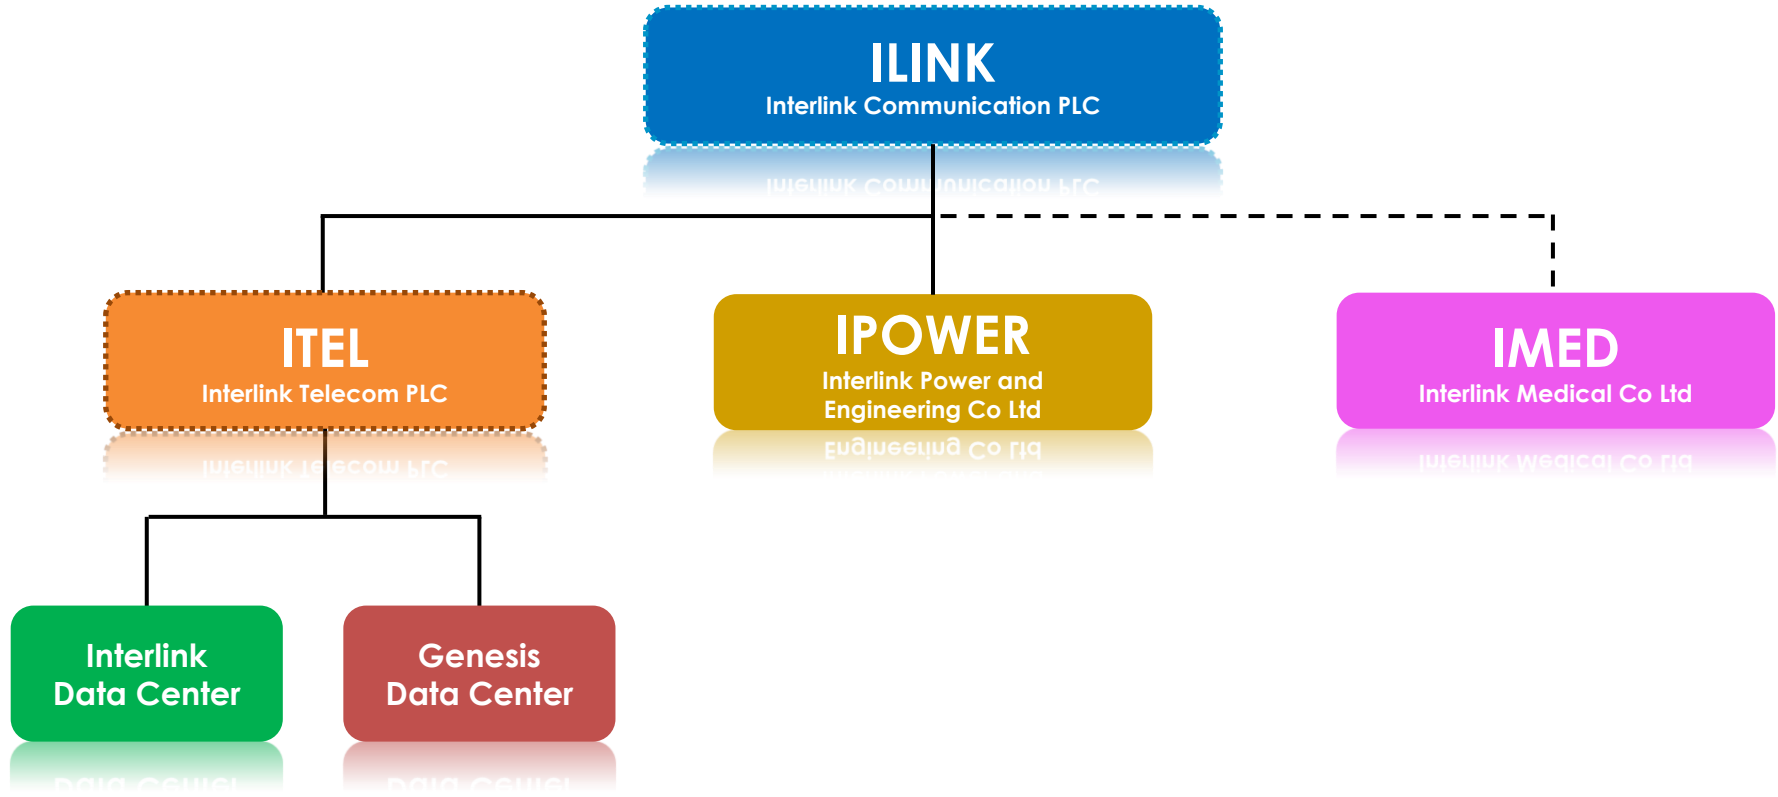 ILINK
Interlink Communication PLC
ITEL
Interlink Telecom PLC
IPOWER
Interlink Power and
Engineering Co Ltd
IMED
Interlink Medical Co Ltd
Interlink
Data Center
Genesis
Data Center